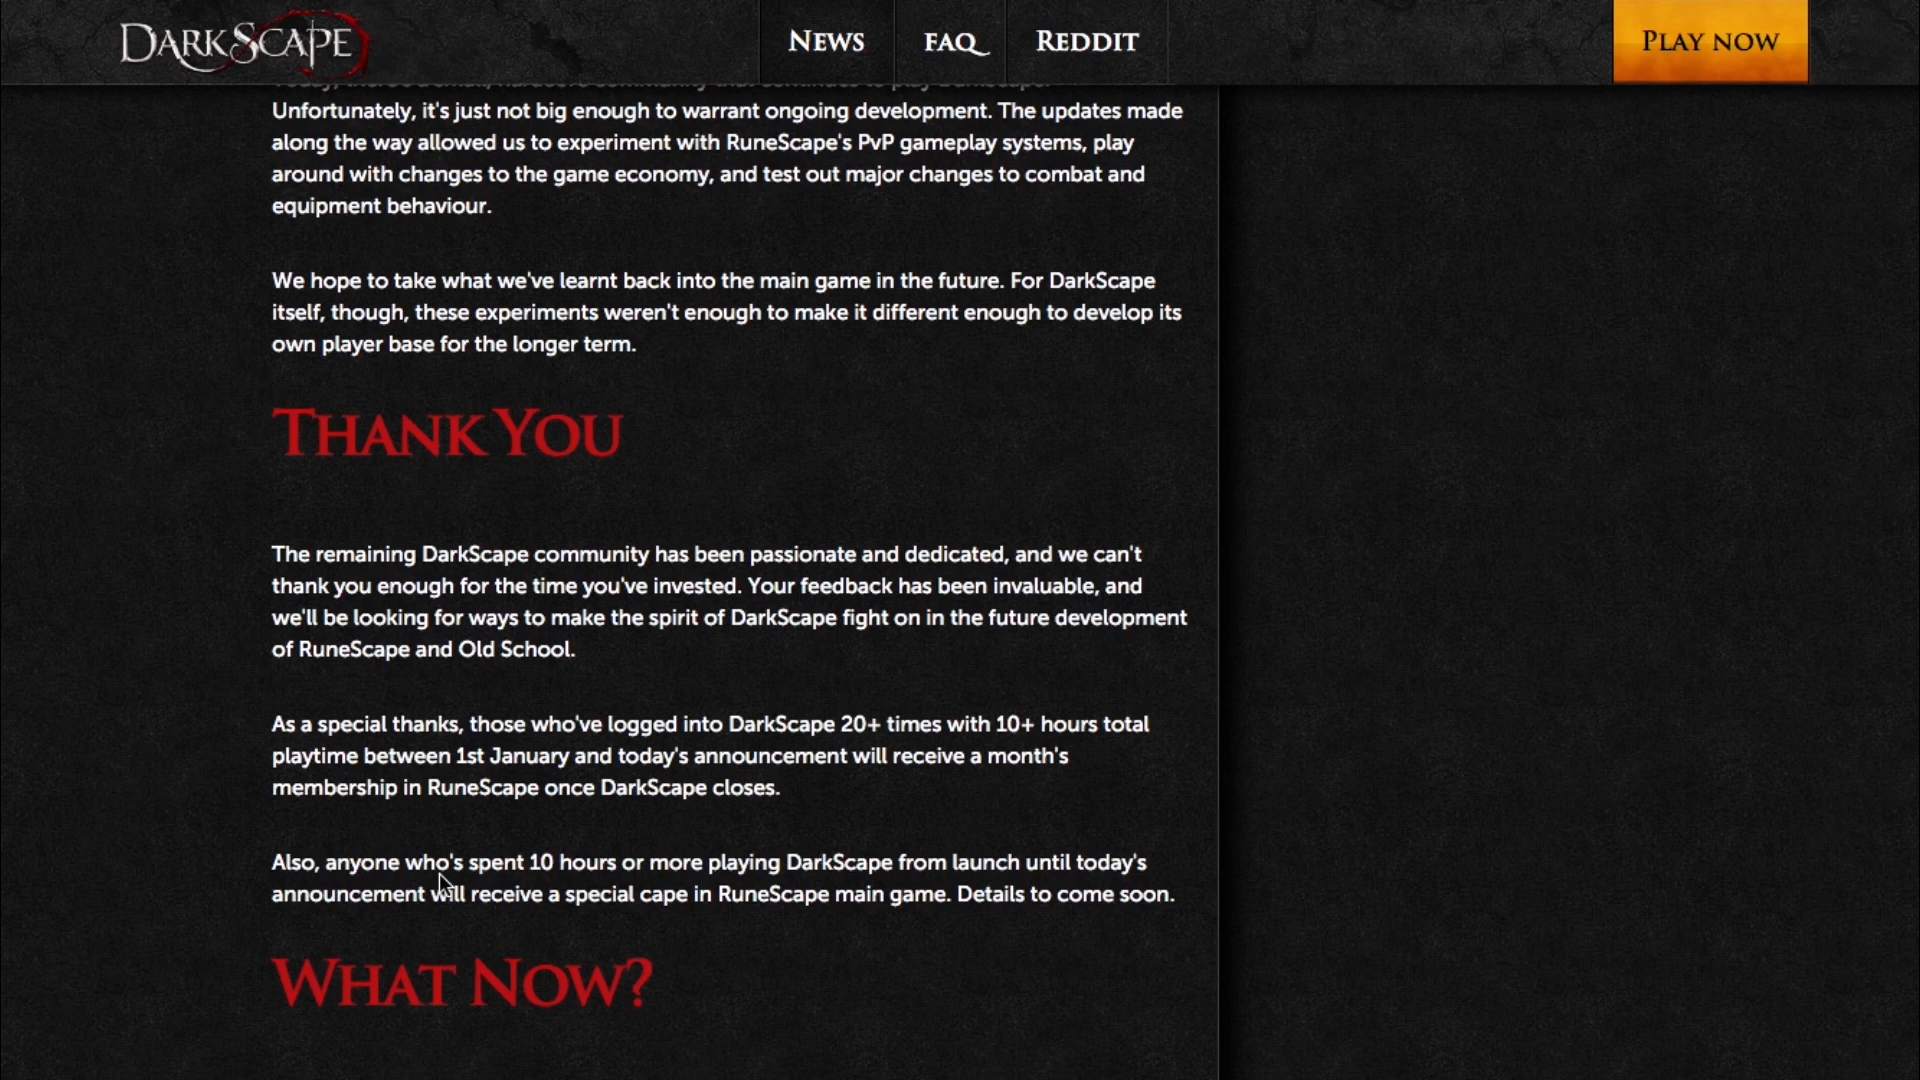 DARKSCAPE
NEWS
FAQ
REDDIT
PLAY NOW
Unfortunately, it's just not big enough to warrant ongoing development. The updates made
along the way allowed us to experiment with RuneScape's PvP gameplay systems, play
around with changes to the game economy, and test out major changes to combat and
equipment behaviour.
We hope to take what we've learnt back into the main game in the future. For DarkScape
itself, though, these experiments weren't enough to make it different enough to develop its
own player base for the longer term.
THANK YOU
The remaining DarkScape community has been passionate and dedicated, and we can't
thank you enough for the time you've invested. Your feedback has been invaluable, and
we'll be looking for ways to make the spirit of DarkScape fight on in the future development
of RuneScape and Old School.
As a special thanks, those who've logged into DarkScape 20+ times with 10+ hours total
playtime between 1st January and today's announcement will receive a month's
membership in RuneScape once DarkScape closes.
Also, anyone who's spent 10 hours or more playing DarkScape from launch until today's
announcement will receive a special cape in RuneScape main game. Details to come soon.
WHAT NOW?